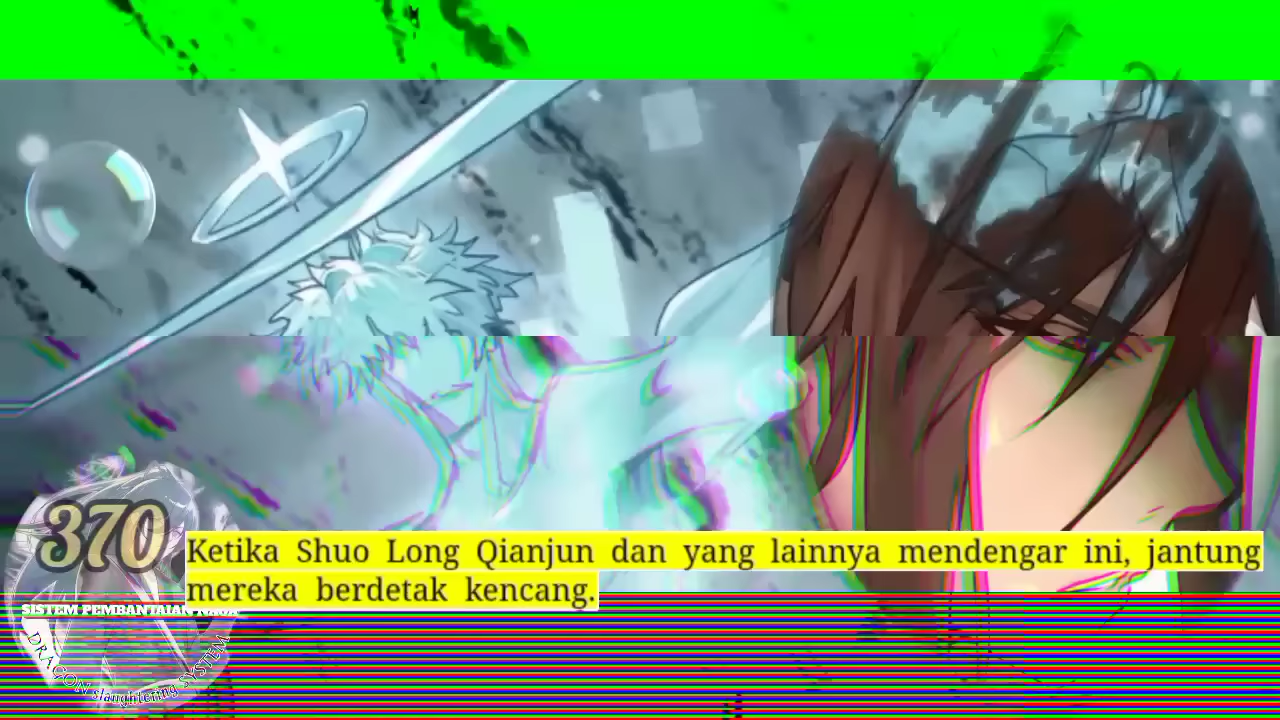 370
Ketika Shuo Long Qianjun dan yang lainnya mendengar ini, jantung
mereka berdetak kencang.
SISTEM PEMBANTAIAN NAGA
DRAGON slaughtering SYSTEM